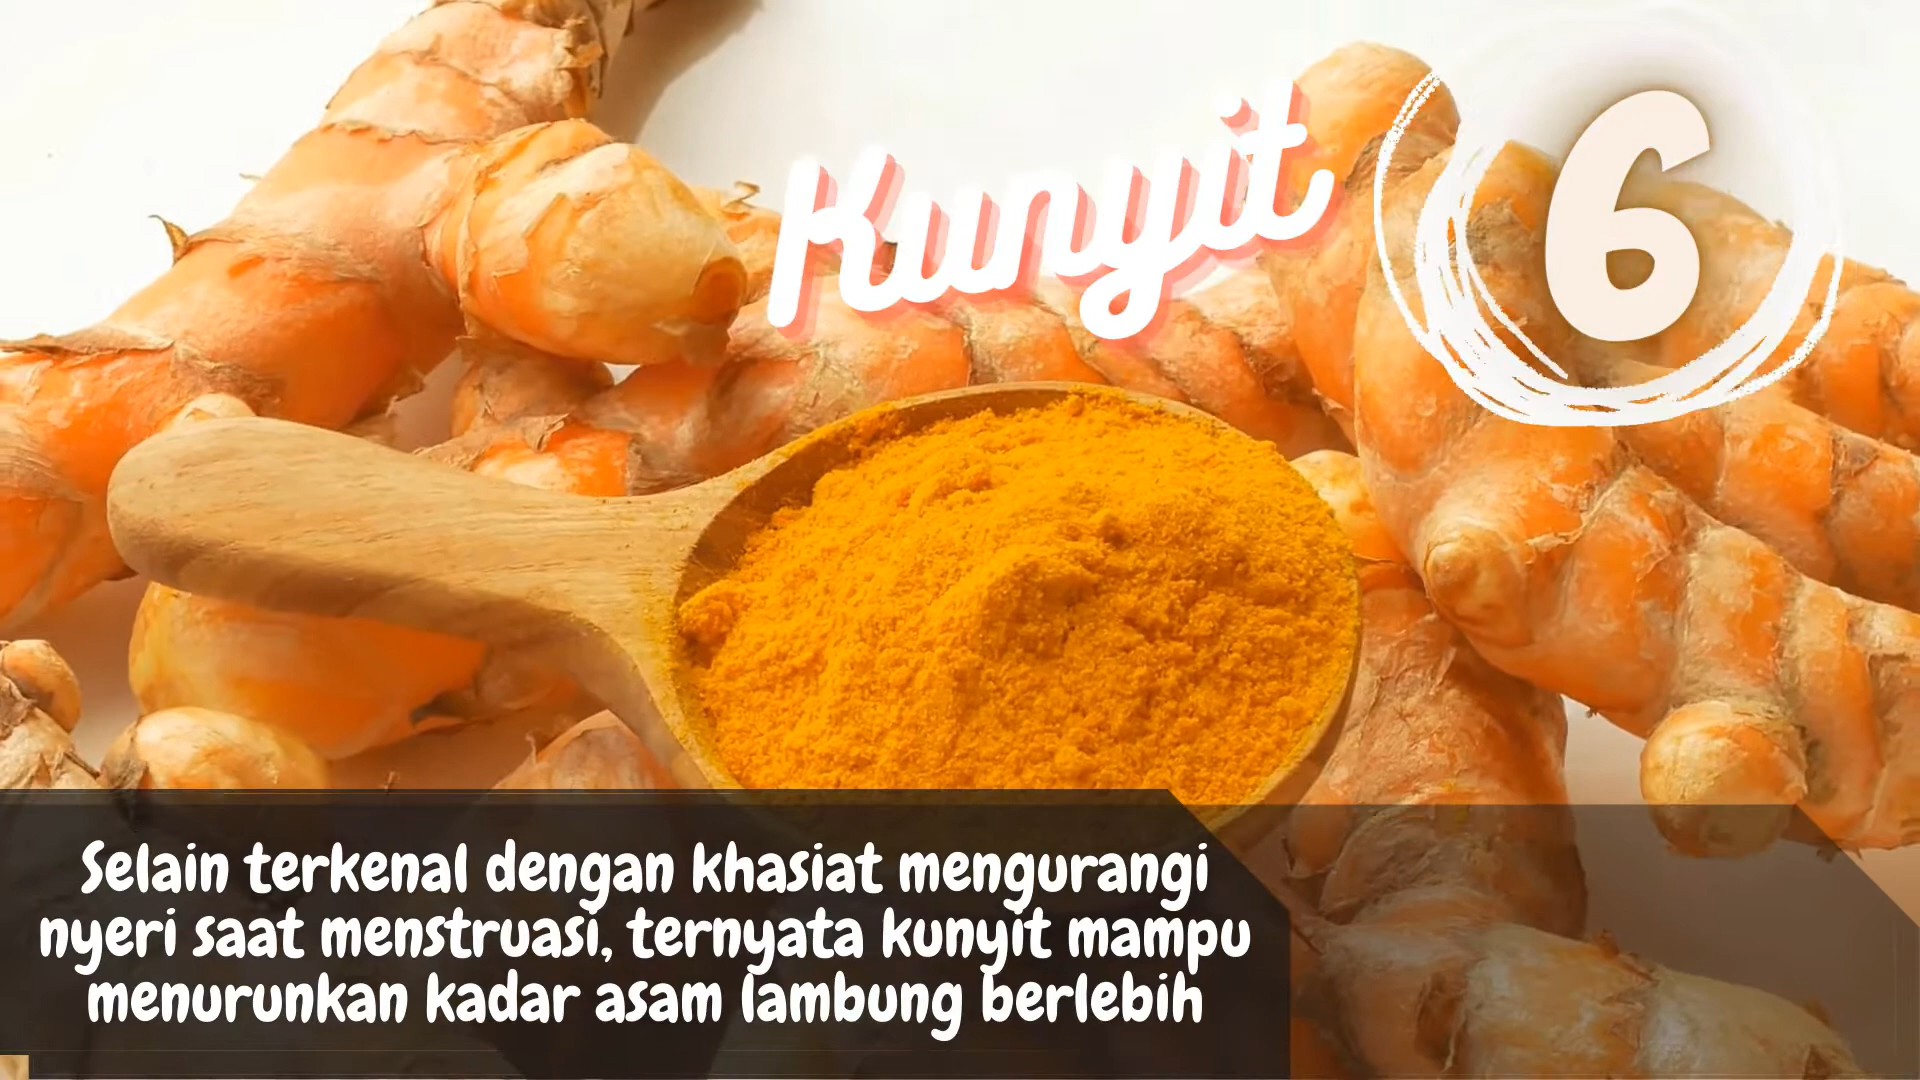 Kunyit
6
Selain terkenal dengan khasiat mengurangi
nyeri saat menstruasi, ternyata kunyit mampu
menurunkan kadar asam lambung berlebih